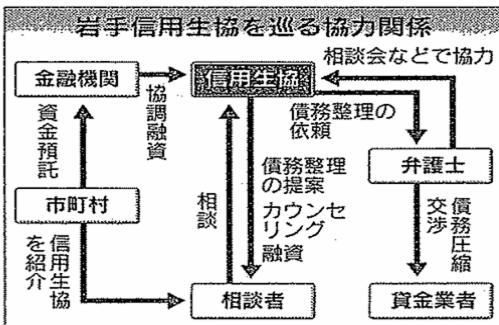 岩手信用生協を巡る協力関係
金融機関
信用生協
相談会などで協力
協調融資
資金預託
債務整理の
依頼
弁護士
市町村
相談
債務整理
の提案
カウンセ
リング
融資
債務圧縮
交渉
信用生協
を紹介
相談者
貸金業者